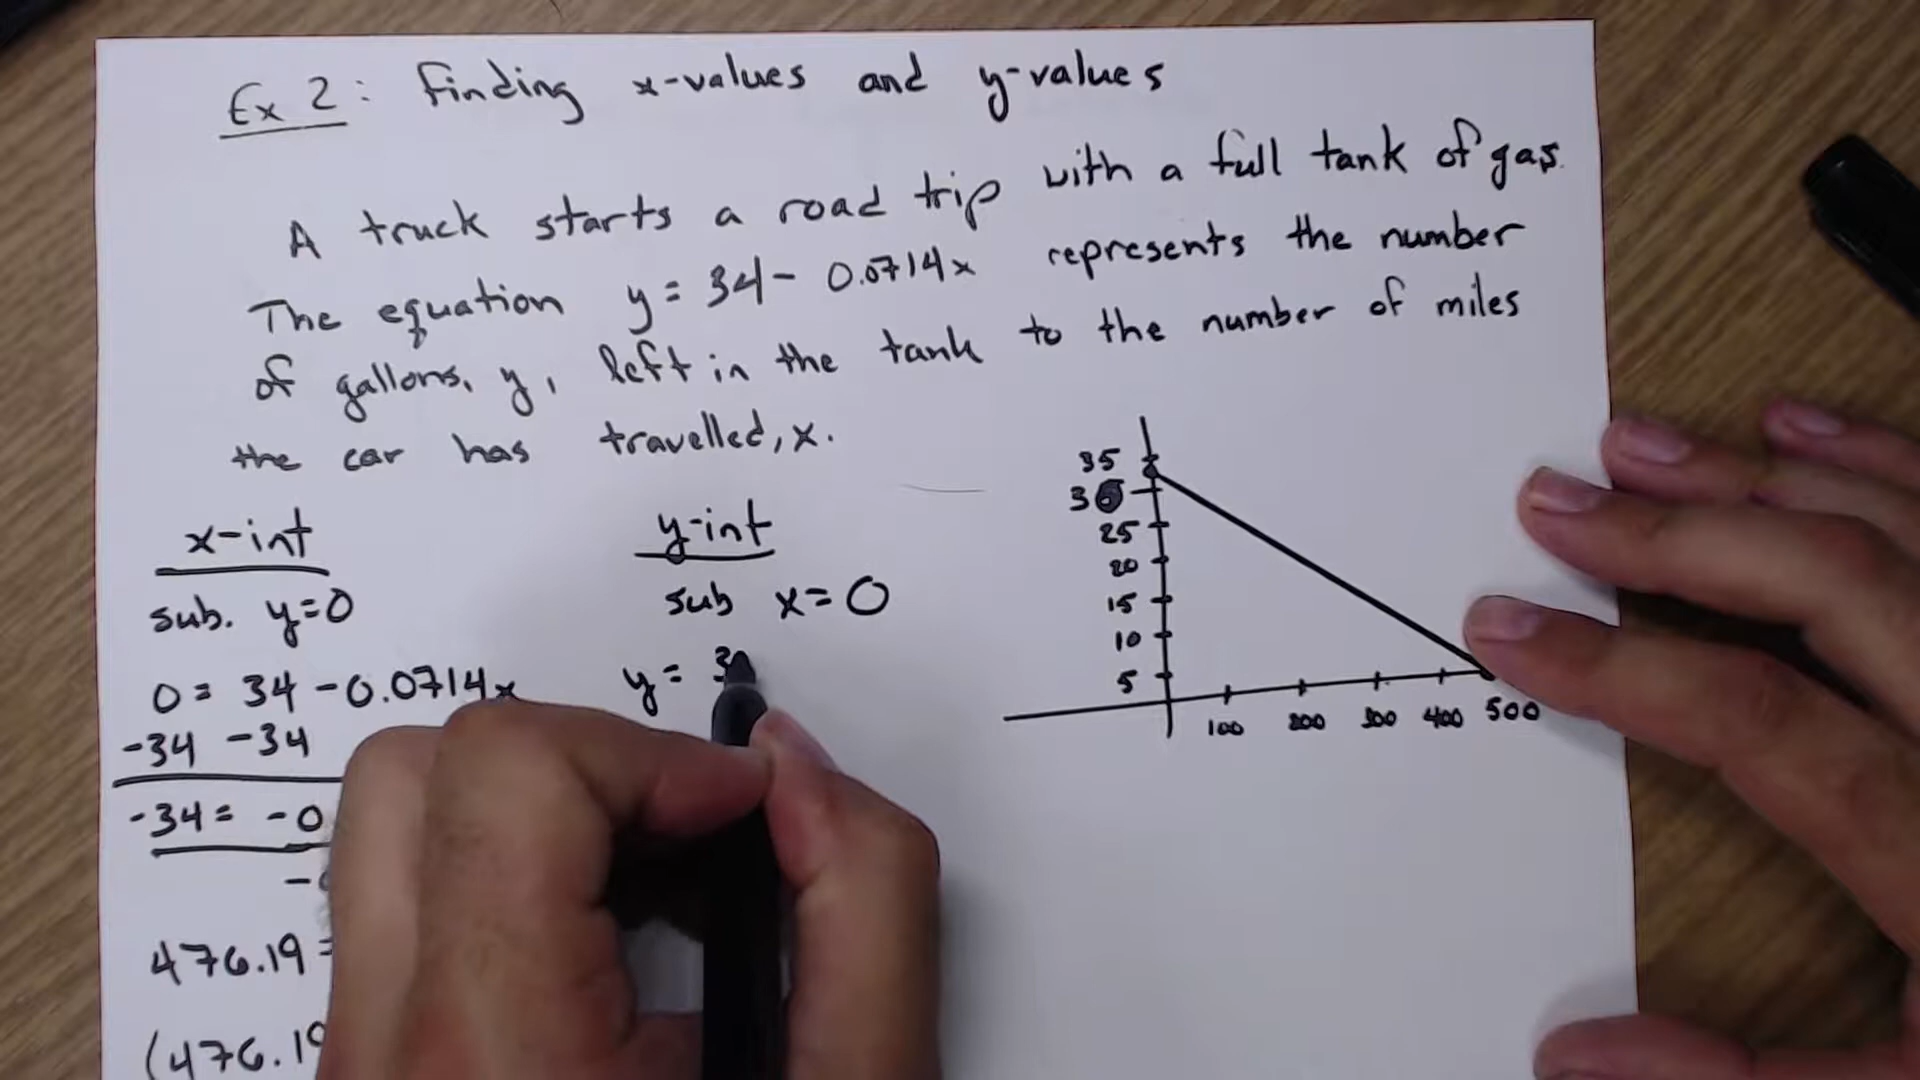 Ex 2: Finding x-values and y-values
A truck starts a road trip with a full tank of gas.
The equation y = 34 - 0.0714x represents the number
of gallons, y, left in the tank to the number of miles
the car has travelled, x.
x-int
sub. y=0
0 = 34 - 0.0714x
-34 -34
-34 = -0
476.19 =
(476.19
y-int
sub x=0
y =
35
30
25
20
15
10
5
100 200 300 400 500